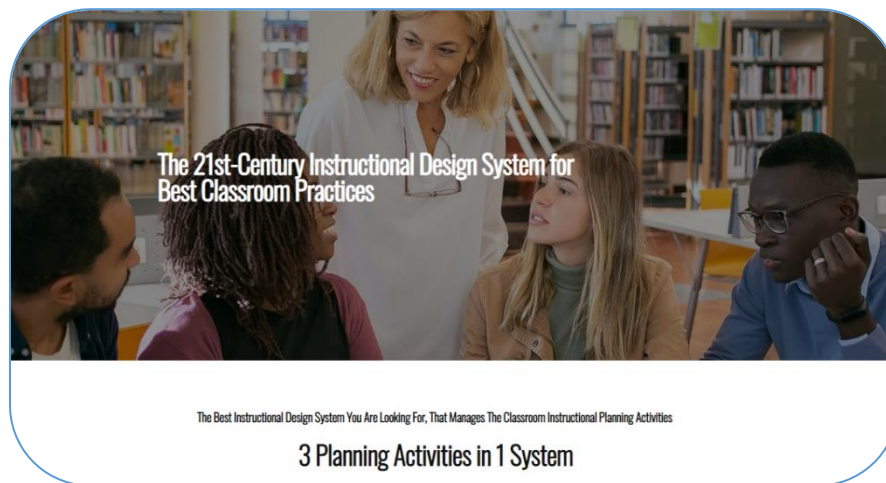 The 21st-Century Instructional Design System for
Best Classroom Practices
The Best Instructional Design System You Are Looking For, That Manages The Classroom Instructional Planning Activities
3 Planning Activities in 1 System